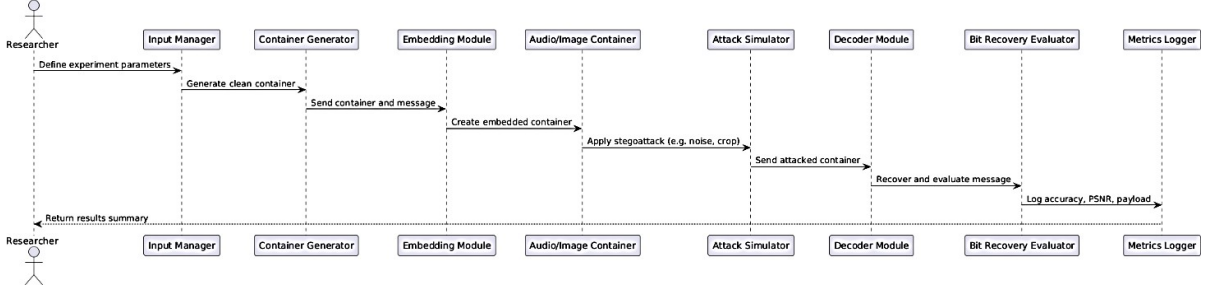 Researcher
Input Manager
Container Generator
Embedding Module
Audio/Image Container
Attack Simulator
Decoder Module
Bit Recovery Evaluator
Metrics Logger
Define experiment parameters
Generate clean container
Send container and message
Create embedded container
Apply stegoattack (e.g, noise, crop)
Send attacked container
Recover and evaluate message
Log accuracy, PSNR, payload
Return results summary
Researcher
Input Manager
Container Generator
Embedding Module
Audio/Image Container
Attack Simulator
Decoder Module
Bit Recovery Evaluator
Metrics Logger